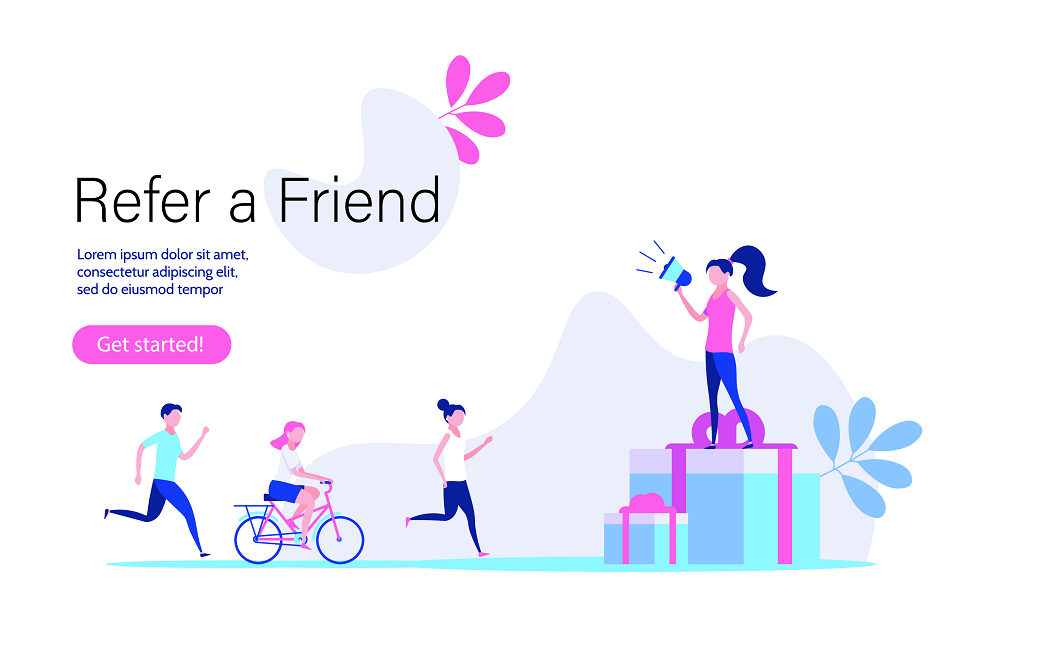 Refer a Friend
Lorem ipsum dolor sit amet,
consectetur adipiscing elit,
sed do eiusmod tempor
Get started!